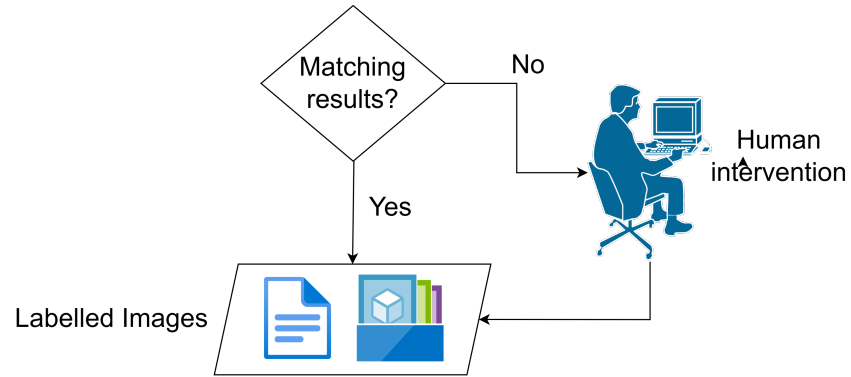 Matching
results?
No
Human
intervention
Yes
Labelled Images